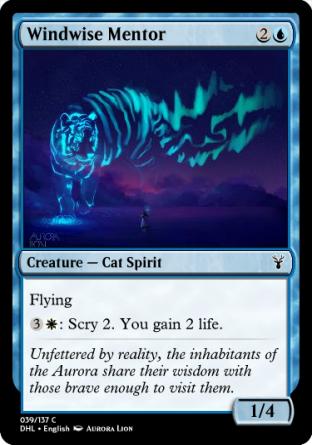 Windwise Mentor 2
AURORA
LION
Creature — Cat Spirit
Flying
3: Scry 2. You gain 2 life.
Unfettered by reality, the inhabitants of
the Aurora share their wisdom with
those brave enough to visit them.
1/4
039/137 C
DHL • English AURORA LION